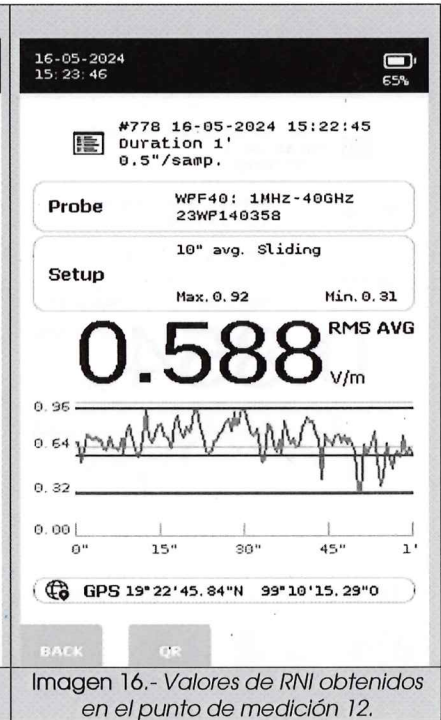 16-05-2024
15:23:46
65%
#778 16-05-2024 15:22:45
Duration 1'
0.5"/samp.
Probe
WPF40: 1MHz-40GHz
23WP140358
Setup
10" avg. Sliding
Max.0.92 Min.0.31
0.588 RMS AVG
V/m
0.96
0.64
0.32
0.00
0" 15" 30" 45" 1'
GPS 19°22'45.84"N 99°10'15.29"O
BACK QR
Imagen 16.- Valores de RNI obtenidos
en el punto de medición 12.